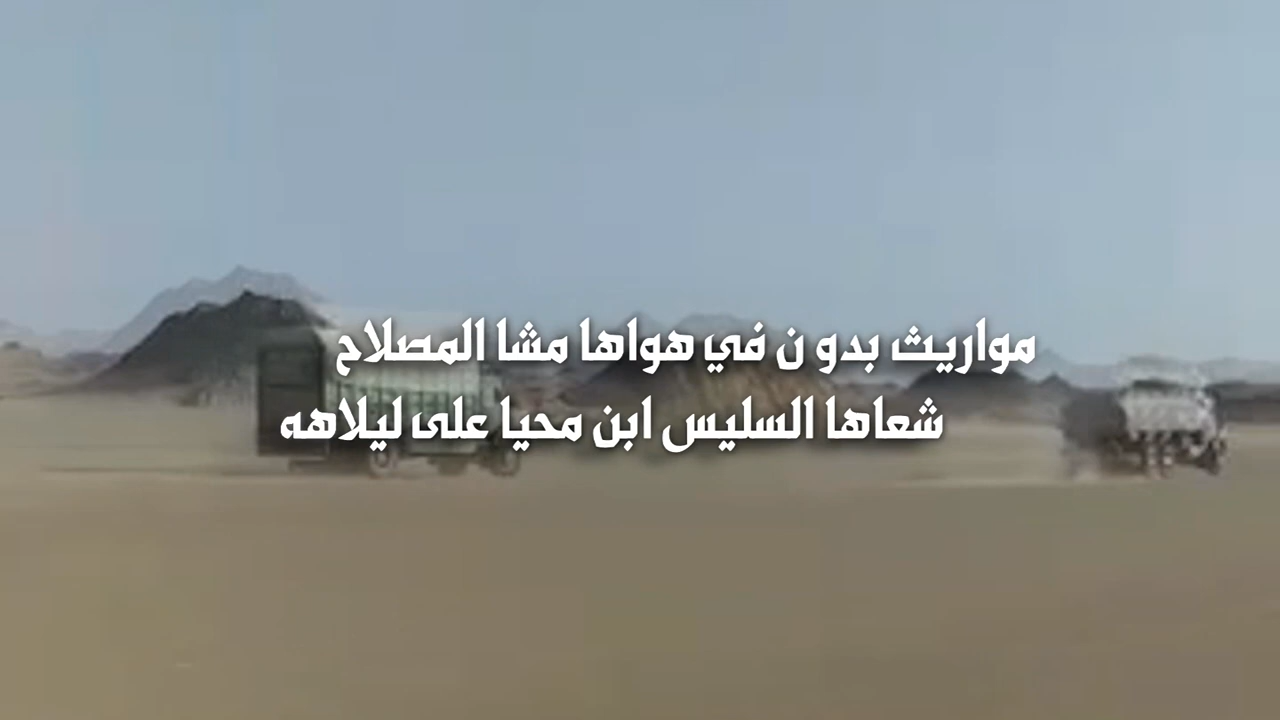 مواريث بدو ن في هواها مشا المصلاح
شعاها السليس ابن محيا على ليلاهه